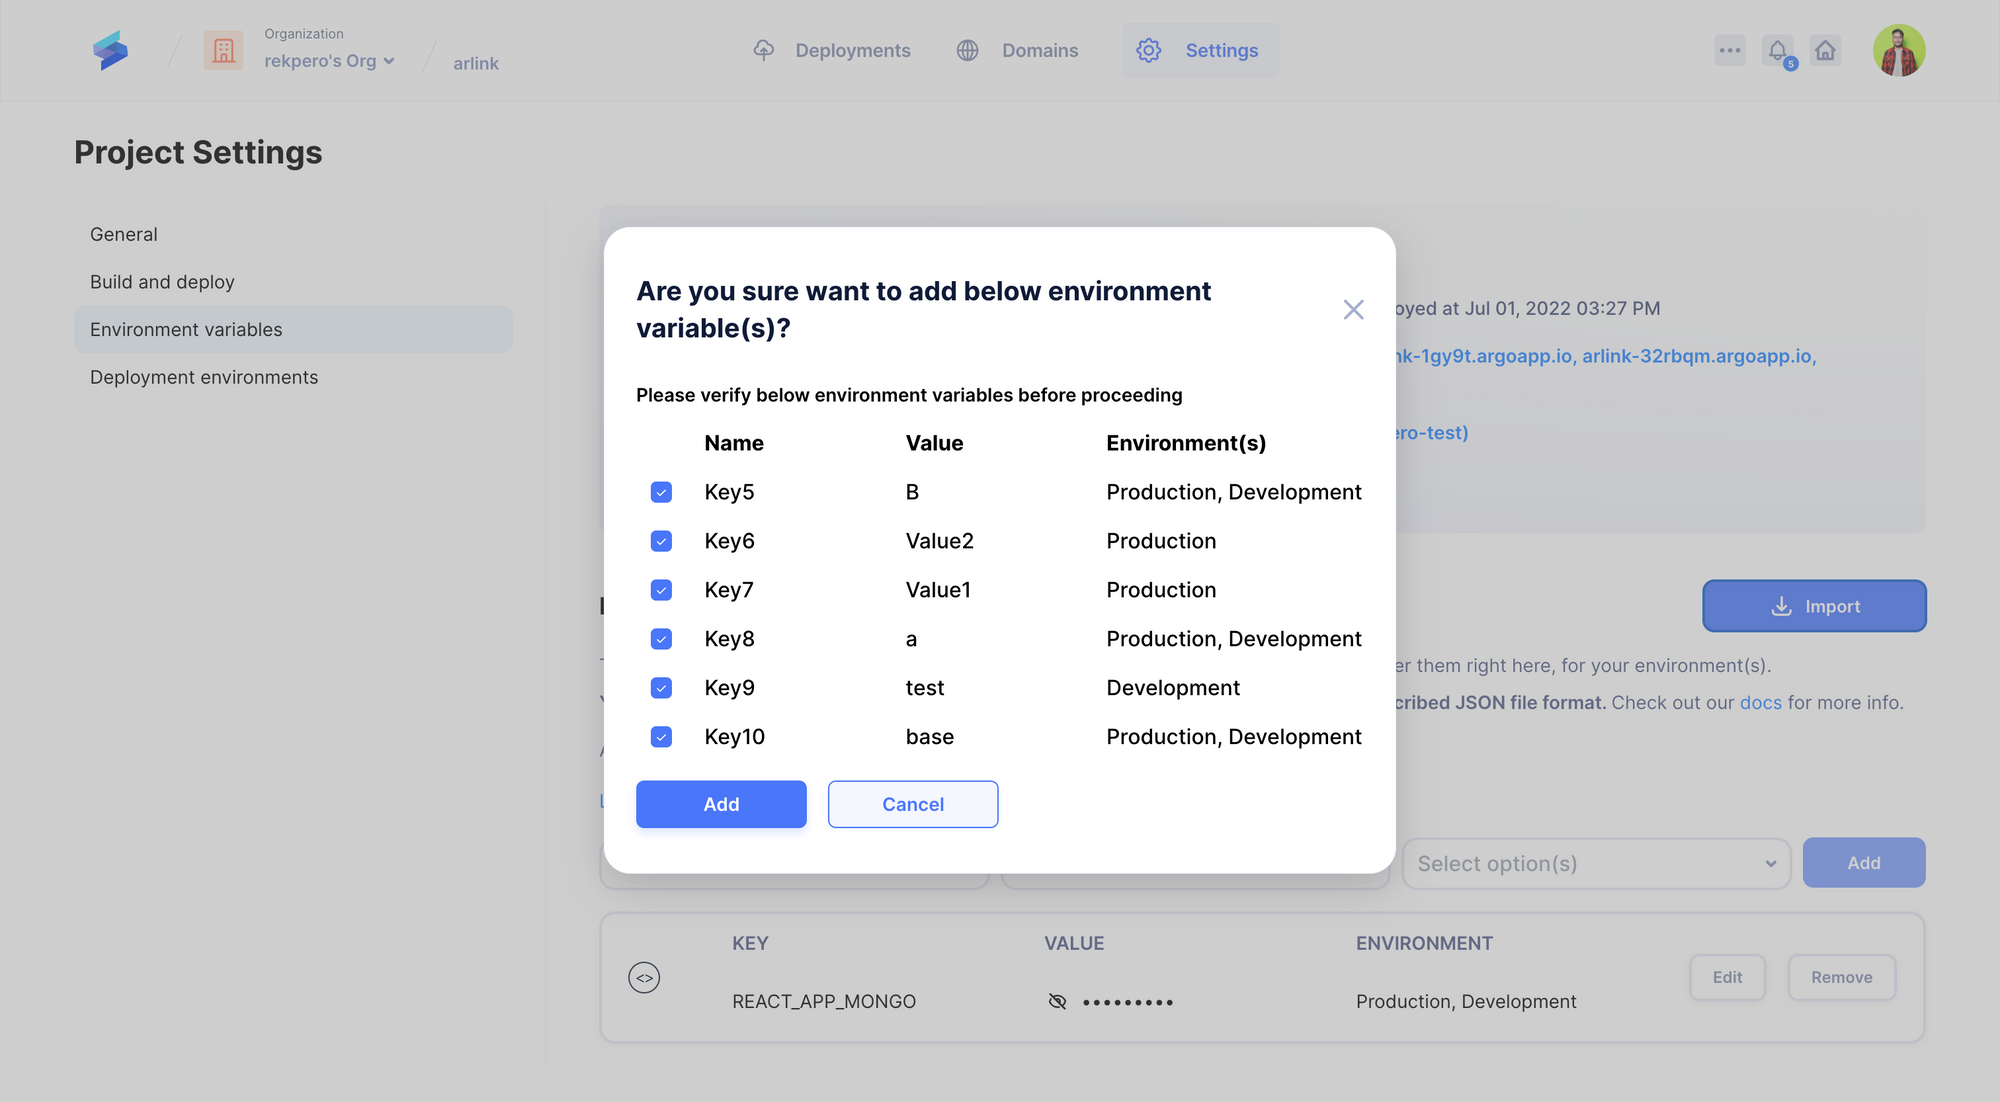 Organization
rekpero's Org
arlink
Deployments
Domains
Settings
5
Project Settings
General
Build and deploy
Environment variables
Deployment environments
oyed at Jul 01, 2022 03:27 PM
nk-1gy9t.argoapp.io, arlink-32rbqm.argoapp.io,
ero-test)
Import
er them right here, for your environment(s).
cribed JSON file format. Check out our docs for more info.
Are you sure want to add below environment
variable(s)?
Please verify below environment variables before proceeding
Name Value Environment(s)
Key5 B Production, Development
Key6 Value2 Production
Key7 Value1 Production
Key8 a Production, Development
Key9 test Development
Key10 base Production, Development
Add Cancel
Select option(s) Add
KEY VALUE ENVIRONMENT
Edit Remove
REACT_APP_MONGO ••••••••• Production, Development